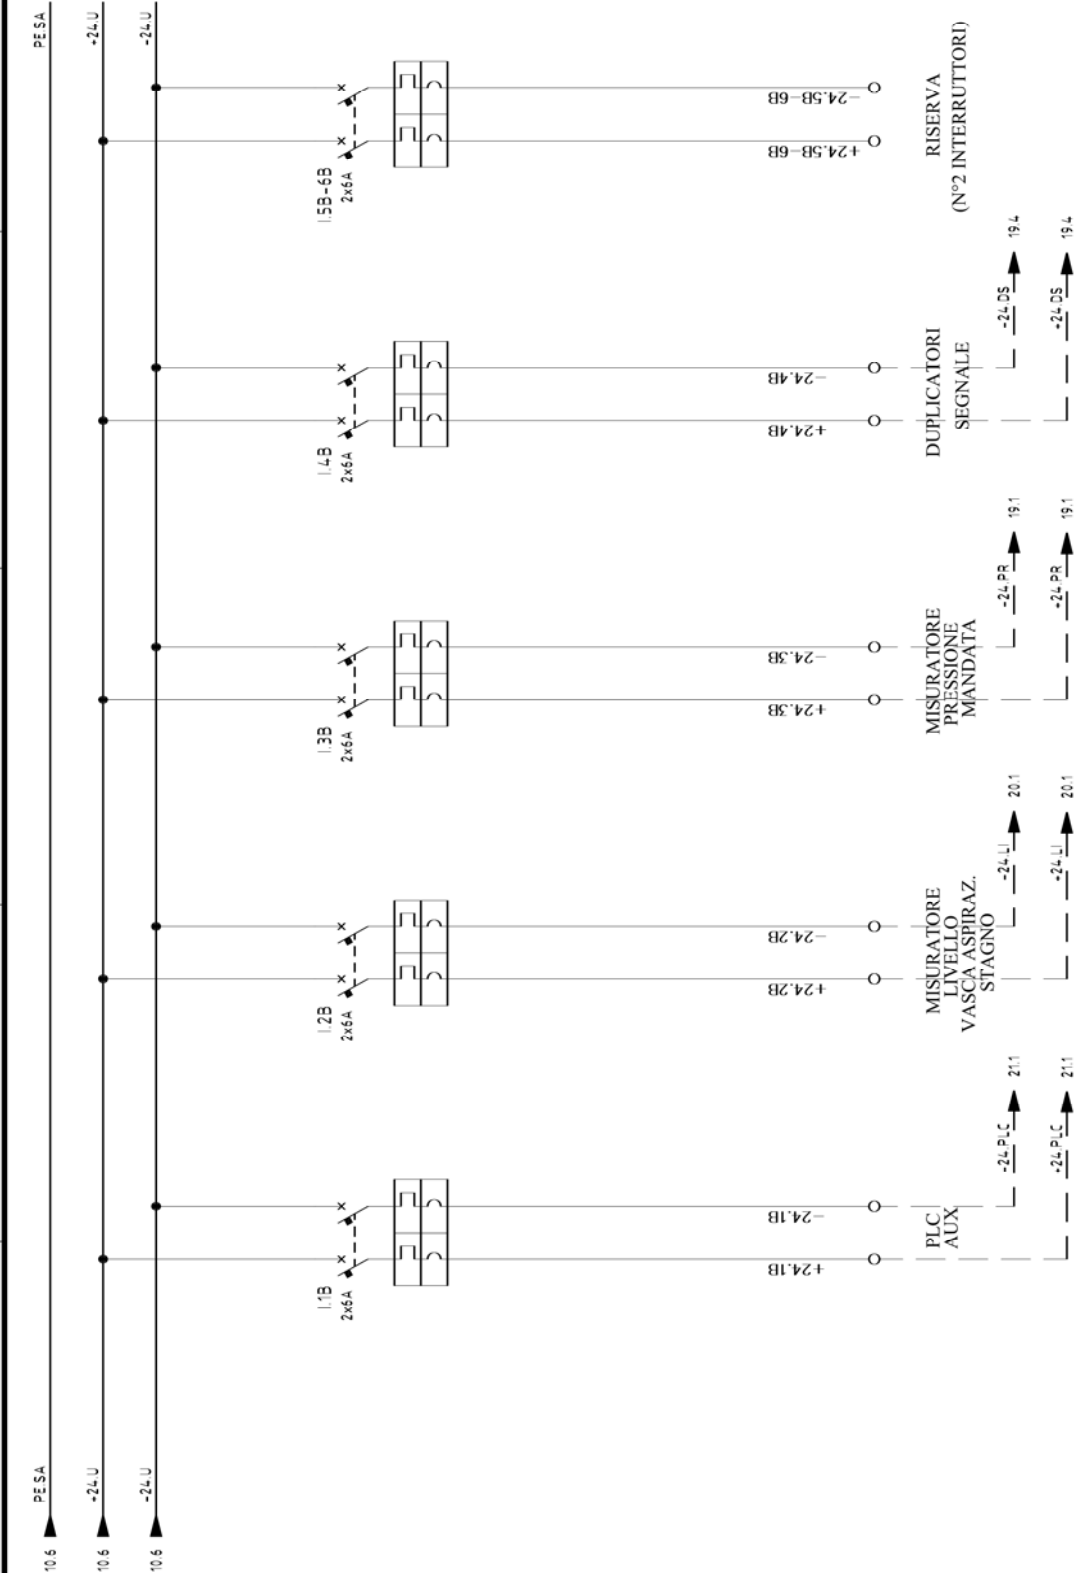 10.6
PE.SA
PE.SA
10.6
+24.U
+24.U
10.6
-24.U
-24.U
I.1B
2x6A
I.2B
2x6A
I.3B
2x6A
I.4B
2x6A
I.5B-6B
2x6A
+24.1B
-24.1B
+24.2B
-24.2B
+24.3B
-24.3B
+24.4B
-24.4B
+24.5B-6B
-24.5B-6B
PLC
AUX
MISURATORE
LIVELLO
VASCA ASPIRAZ.
STAGNO
MISURATORE
PRESSIONE
MANDATA
DUPLICATORI
SEGNALE
RISERVA
(N°2 INTERRUTTORI)
-24.PLC
21.1
-24.LI
20.1
-24.PR
19.1
-24.DS
19.4
+24.PLC
21.1
+24.LI
20.1
+24.PR
19.1
+24.DS
19.4